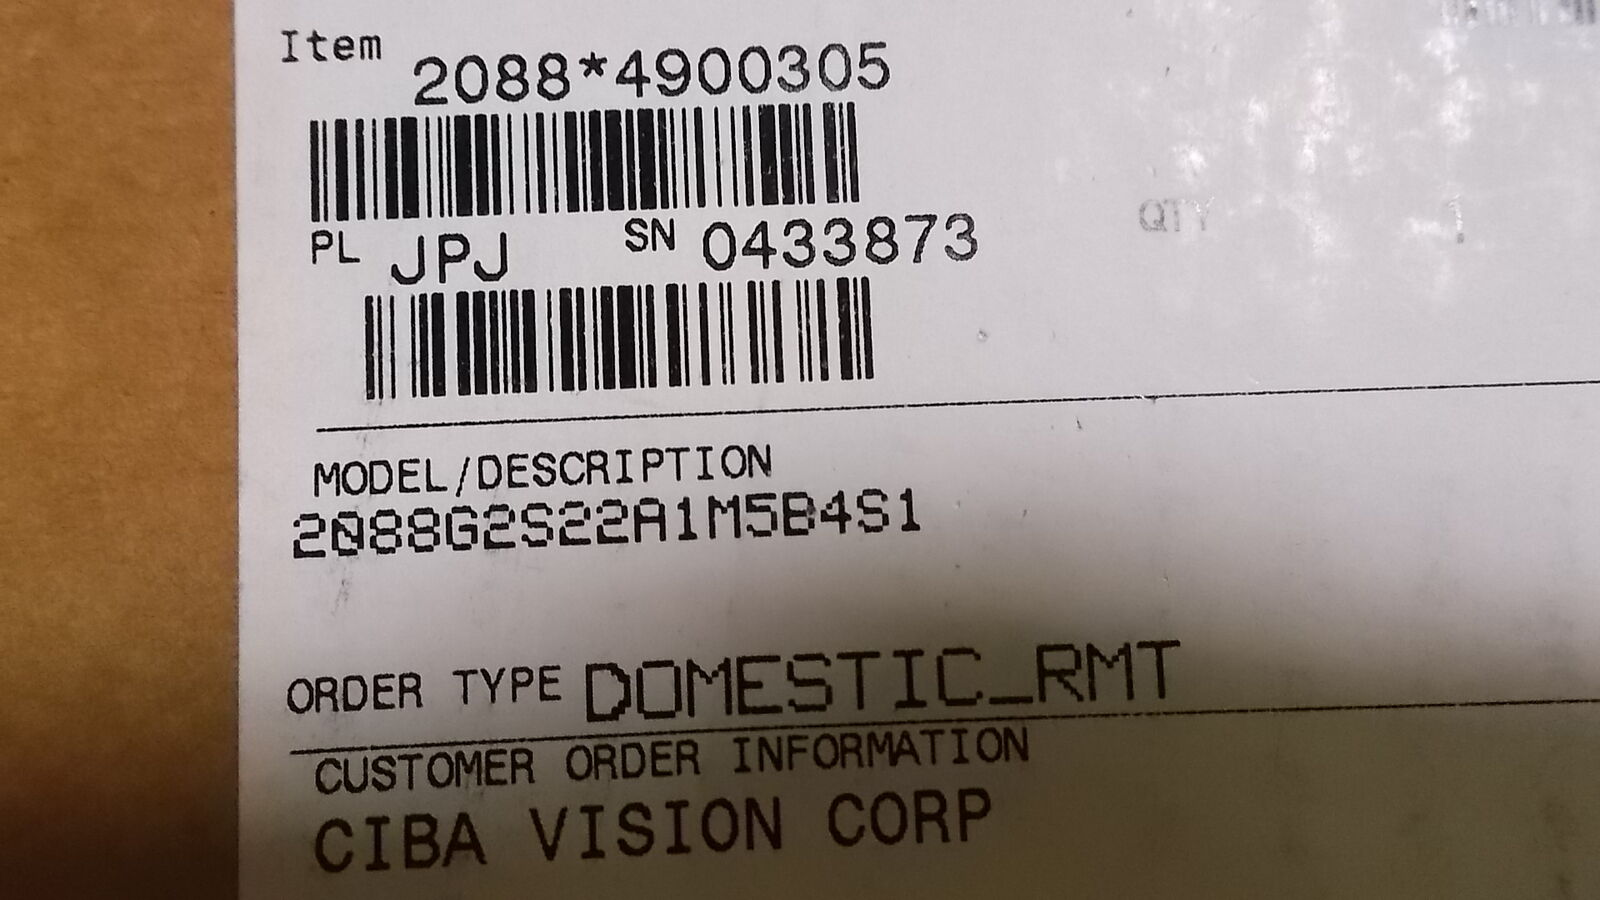 Item 2088*4900305
PL JPJ SN 0433873 QTY 1
MODEL/DESCRIPTION
2088G2S22A1M5B4S1
ORDER TYPE DOMESTIC_RMT
CUSTOMER ORDER INFORMATION
CIBA VISION CORP